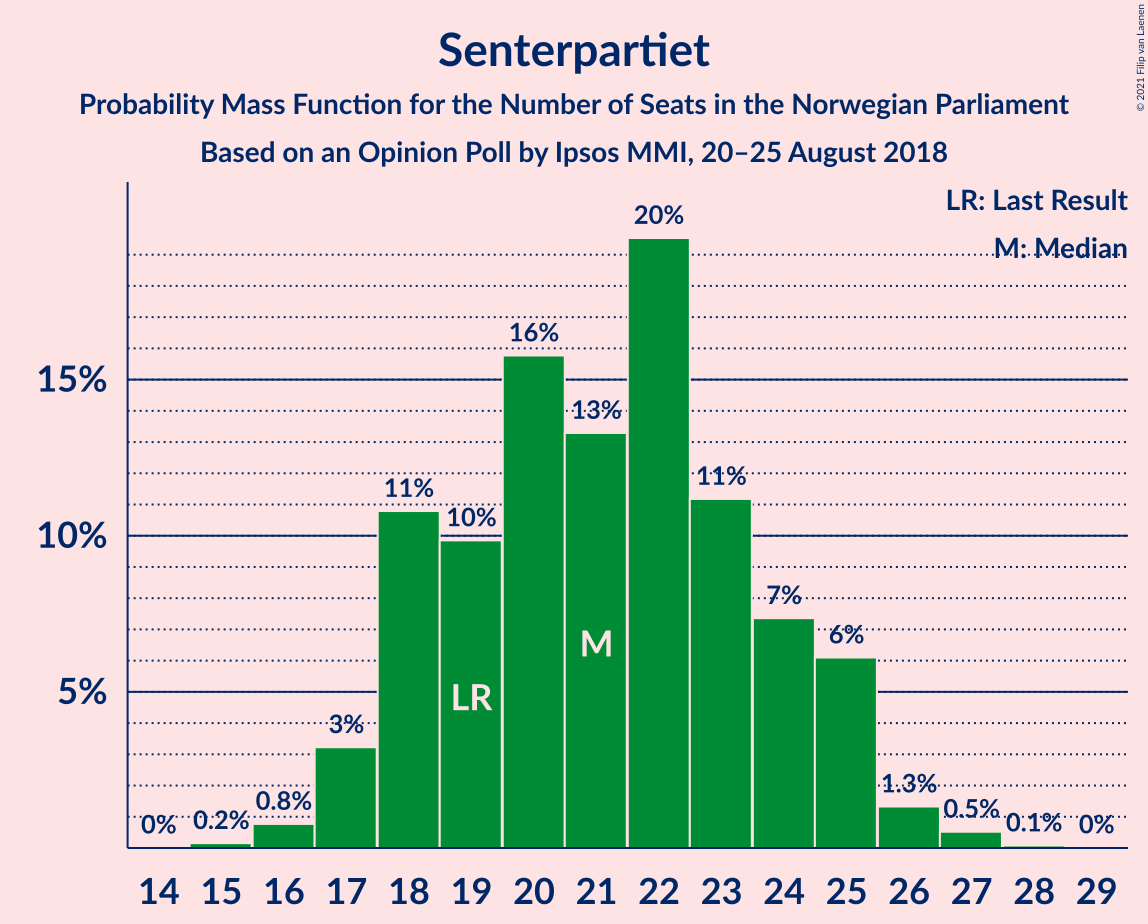 Senterpartiet
Probability Mass Function for the Number of Seats in the Norwegian Parliament
Based on an Opinion Poll by Ipsos MMI, 20–25 August 2018
© 2021 Filip van Laenen
LR: Last Result
M: Median
15%
10%
5%
0%
0.2%
0.8%
3%
11%
10%
16%
13%
20%
11%
7%
6%
1.3%
0.5%
0.1%
0%
LR
M
14 15 16 17 18 19 20 21 22 23 24 25 26 27 28 29